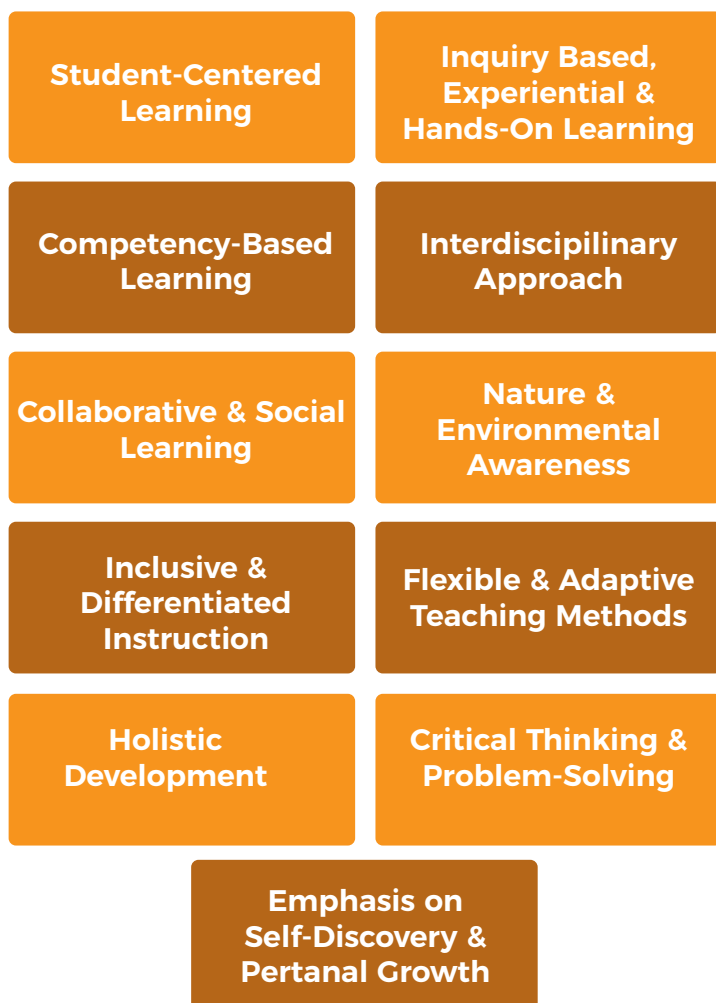 Student-Centered
Learning
Inquiry Based,
Experiential &
Hands-On Learning
Competency-Based
Learning
Interdiscipilinary
Approach
Collaborative & Social
Learning
Nature &
Environmental
Awareness
Inclusive &
Differentiated
Instruction
Flexible & Adaptive
Teaching Methods
Holistic
Development
Critical Thinking &
Problem-Solving
Emphasis on
Self-Discovery &
Pertanal Growth